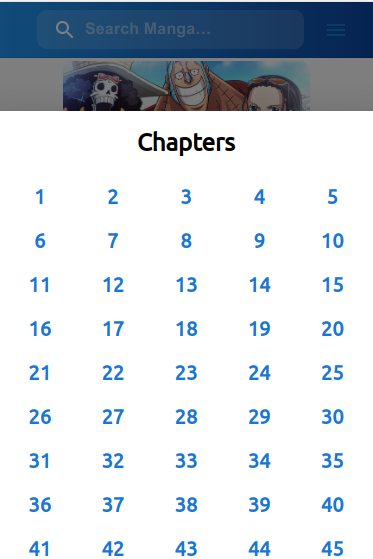 Search Manga...
Chapters
1 2 3 4 5
6 7 8 9 10
11 12 13 14 15
16 17 18 19 20
21 22 23 24 25
26 27 28 29 30
31 32 33 34 35
36 37 38 39 40
41 42 43 44 45